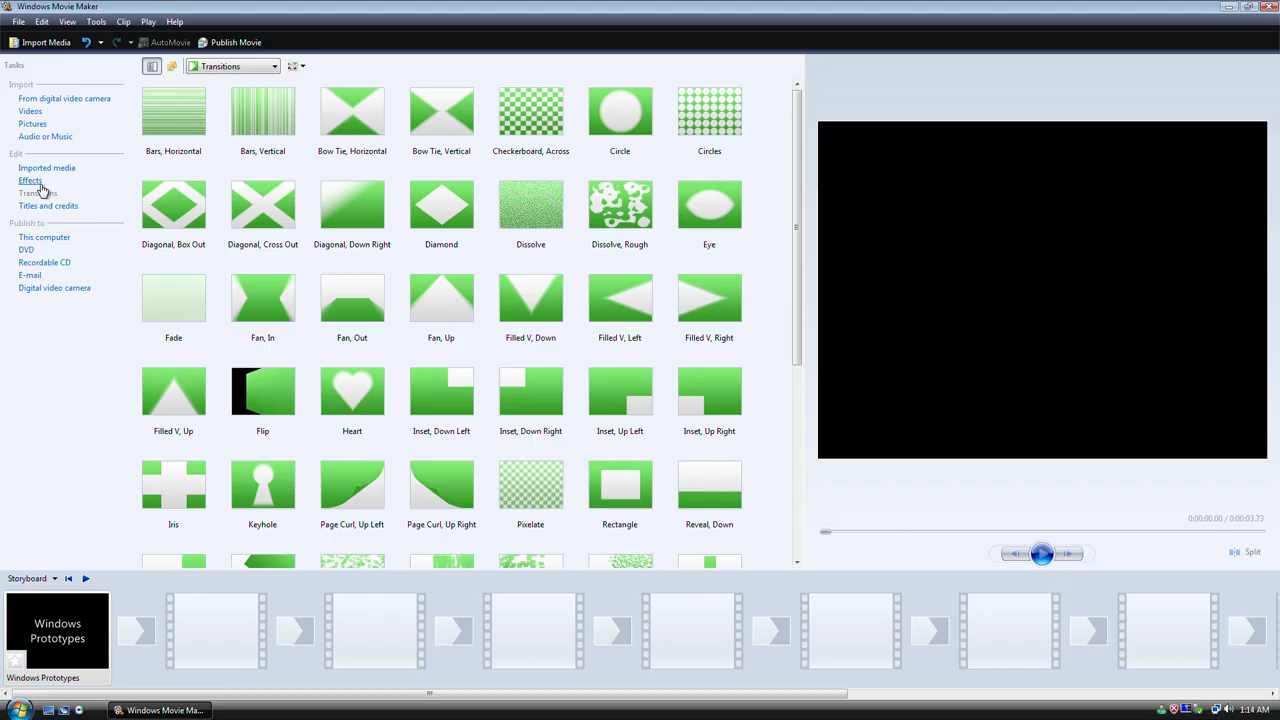 Windows Movie Maker
File Edit View Tools Clip Play Help
Import Media AutoMovie Publish Movie
Tasks
Import
From digital video camera
Videos
Pictures
Audio or Music
Edit
Imported media
Effects
Titles and credits
Publish to
This computer
DVD
Recordable CD
E-mail
Digital video camera
Transitions
Bars, Horizontal Bars, Vertical Bow Tie, Horizontal Bow Tie, Vertical Checkerboard, Across Circle Circles
Diagonal, Box Out Diagonal, Cross Out Diagonal, Down Right Diamond Dissolve Dissolve, Rough Eye
Fade Fan, In Fan, Out Fan, Up Filled V, Down Filled V, Left Filled V, Right
Filled V, Up Flip Heart Inset, Down Left Inset, Down Right Inset, Up Left Inset, Up Right
Iris Keyhole Page Curl, Up Left Page Curl, Up Right Pixelate Rectangle Reveal, Down
0:00:00.00 / 0:00:03.73
Split
Storyboard
Windows
Prototypes
Windows Prototypes
Windows Movie Ma...
1:14 AM